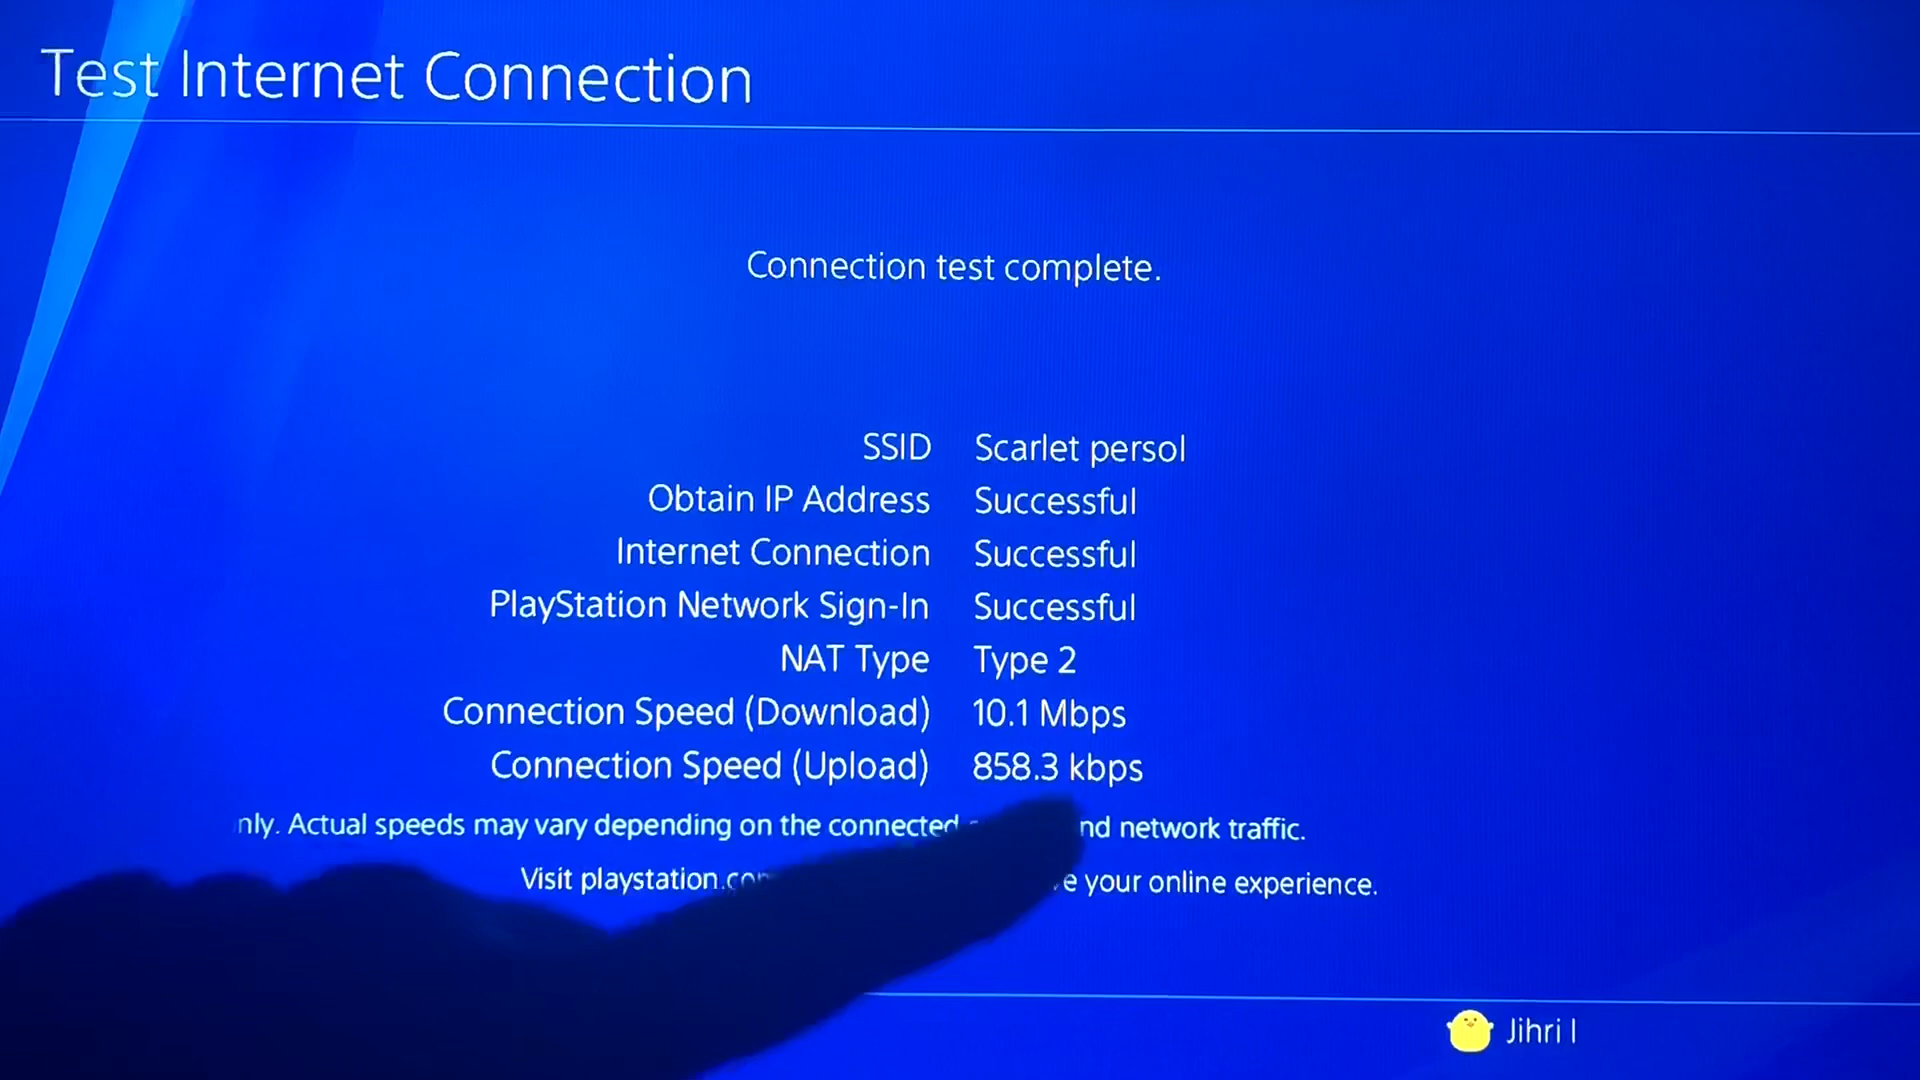 Test Internet Connection
Connection test complete.
SSID Scarlet persol
Obtain IP Address Successful
Internet Connection Successful
PlayStation Network Sign-In Successful
NAT Type Type 2
Connection Speed (Download) 10.1 Mbps
Connection Speed (Upload) 858.3 kbps
Actual speeds may vary depending on the connected network traffic.
Visit your online experience.
Jihri I